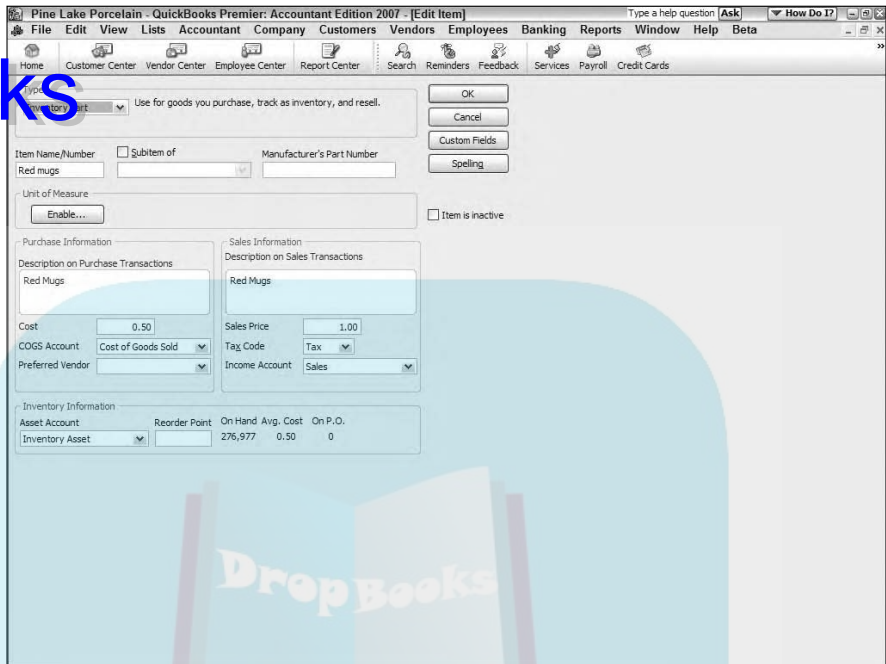 Pine Lake Porcelain - QuickBooks Premier: Accountant Edition 2007 - [Edit Item]
Type a help question Ask How Do I?
File Edit View Lists Accountant Company Customers Vendors Employees Banking Reports Window Help Beta
Home Customer Center Vendor Center Employee Center Report Center Search Reminders Feedback Services Payroll Credit Cards »
ks
Type
Inventory Part Use for goods you purchase, track as inventory, and resell.
OK
Cancel
Custom Fields
Spelling
Item Name/Number Subitem of Manufacturer's Part Number
Red mugs
Unit of Measure
Enable...
Item is inactive
Purchase Information
Description on Purchase Transactions
Red Mugs
Cost 0.50
COGS Account Cost of Goods Sold
Preferred Vendor
Sales Information
Description on Sales Transactions
Red Mugs
Sales Price 1.00
Tax Code Tax
Income Account Sales
Inventory Information
Asset Account Reorder Point On Hand Avg. Cost On P.O.
Inventory Asset 276,977 0.50 0
DropBooks